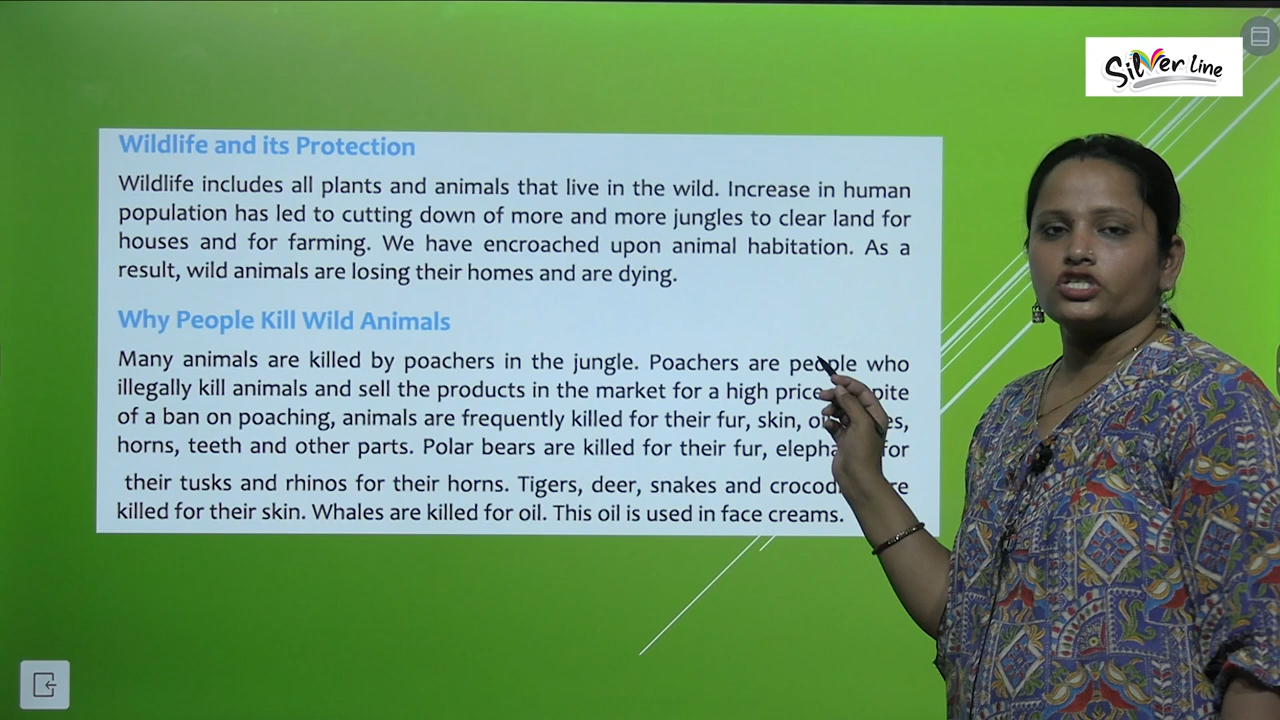 Silver Line
Wildlife and its Protection
Wildlife includes all plants and animals that live in the wild. Increase in human
population has led to cutting down of more and more jungles to clear land for
houses and for farming. We have encroached upon animal habitation. As a
result, wild animals are losing their homes and are dying.
Why People Kill Wild Animals
Many animals are killed by poachers in the jungle. Poachers are people who
illegally kill animals and sell the products in the market for a high price
of a ban on poaching, animals are frequently killed for their fur, skin,
horns, teeth and other parts. Polar bears are killed for their fur, for
their tusks and rhinos for their horns. Tigers, deer, snakes and
killed for their skin. Whales are killed for oil. This oil is used in face creams.